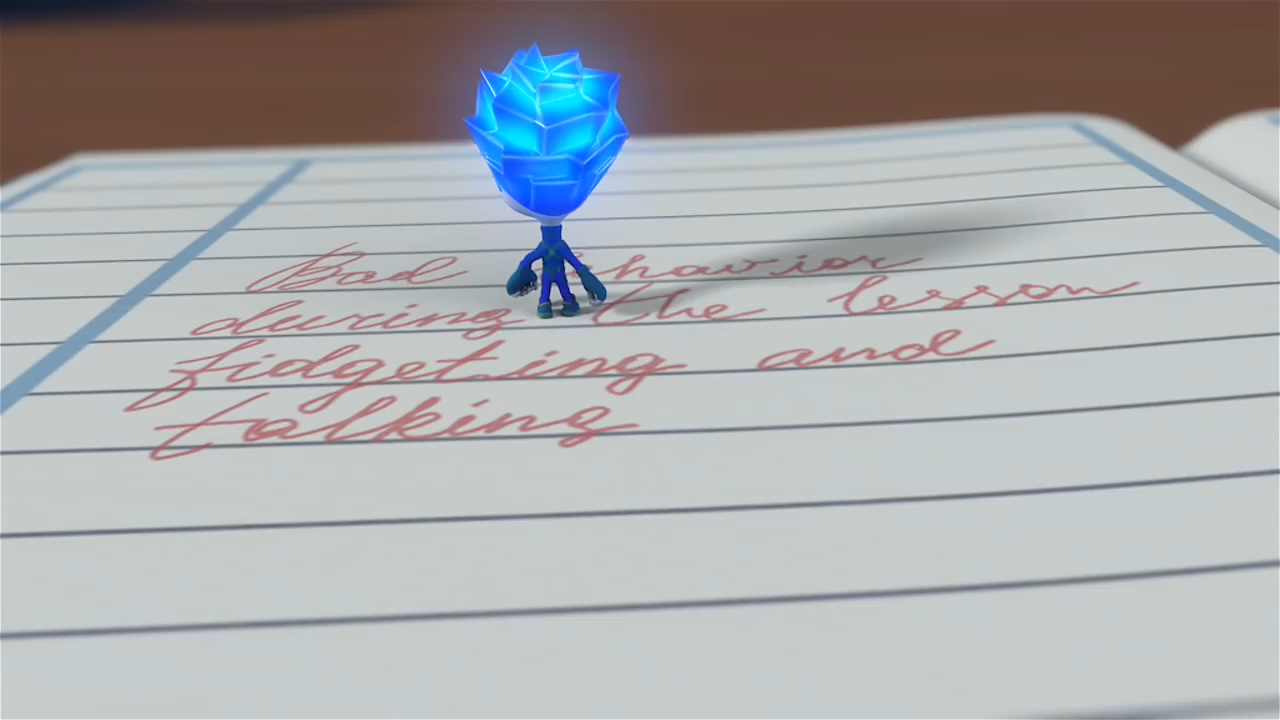 Bad behavior
during the lesson
fidgeting and
talking